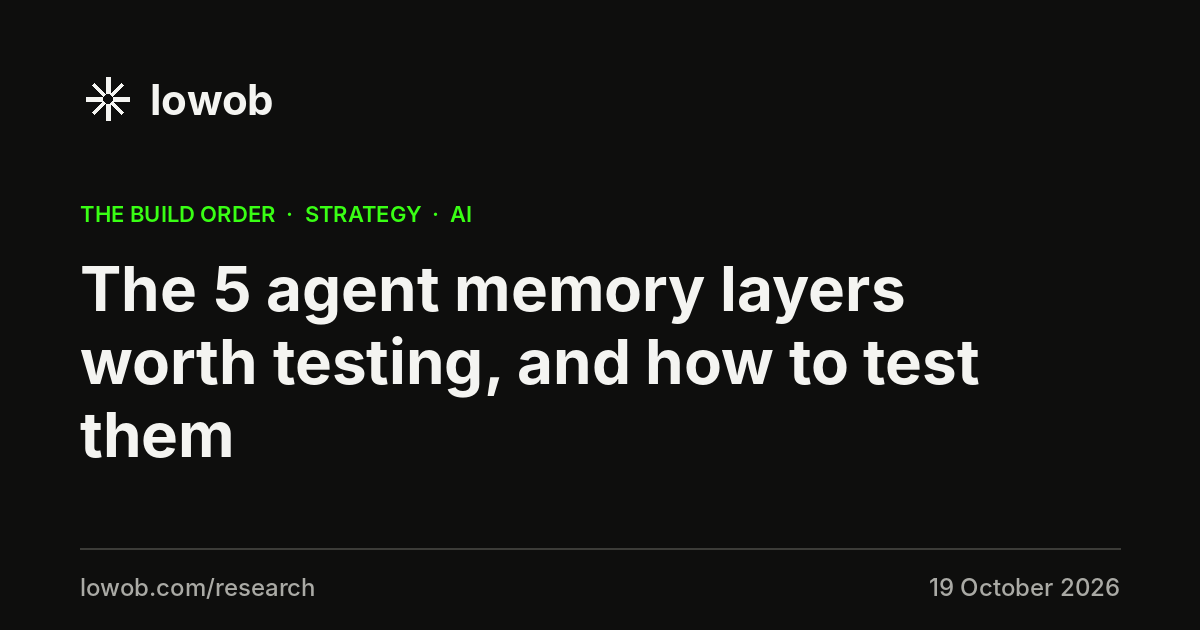 lowob
THE BUILD ORDER · STRATEGY · AI
The 5 agent memory layers
worth testing, and how to test
them
lowob.com/research
19 October 2026